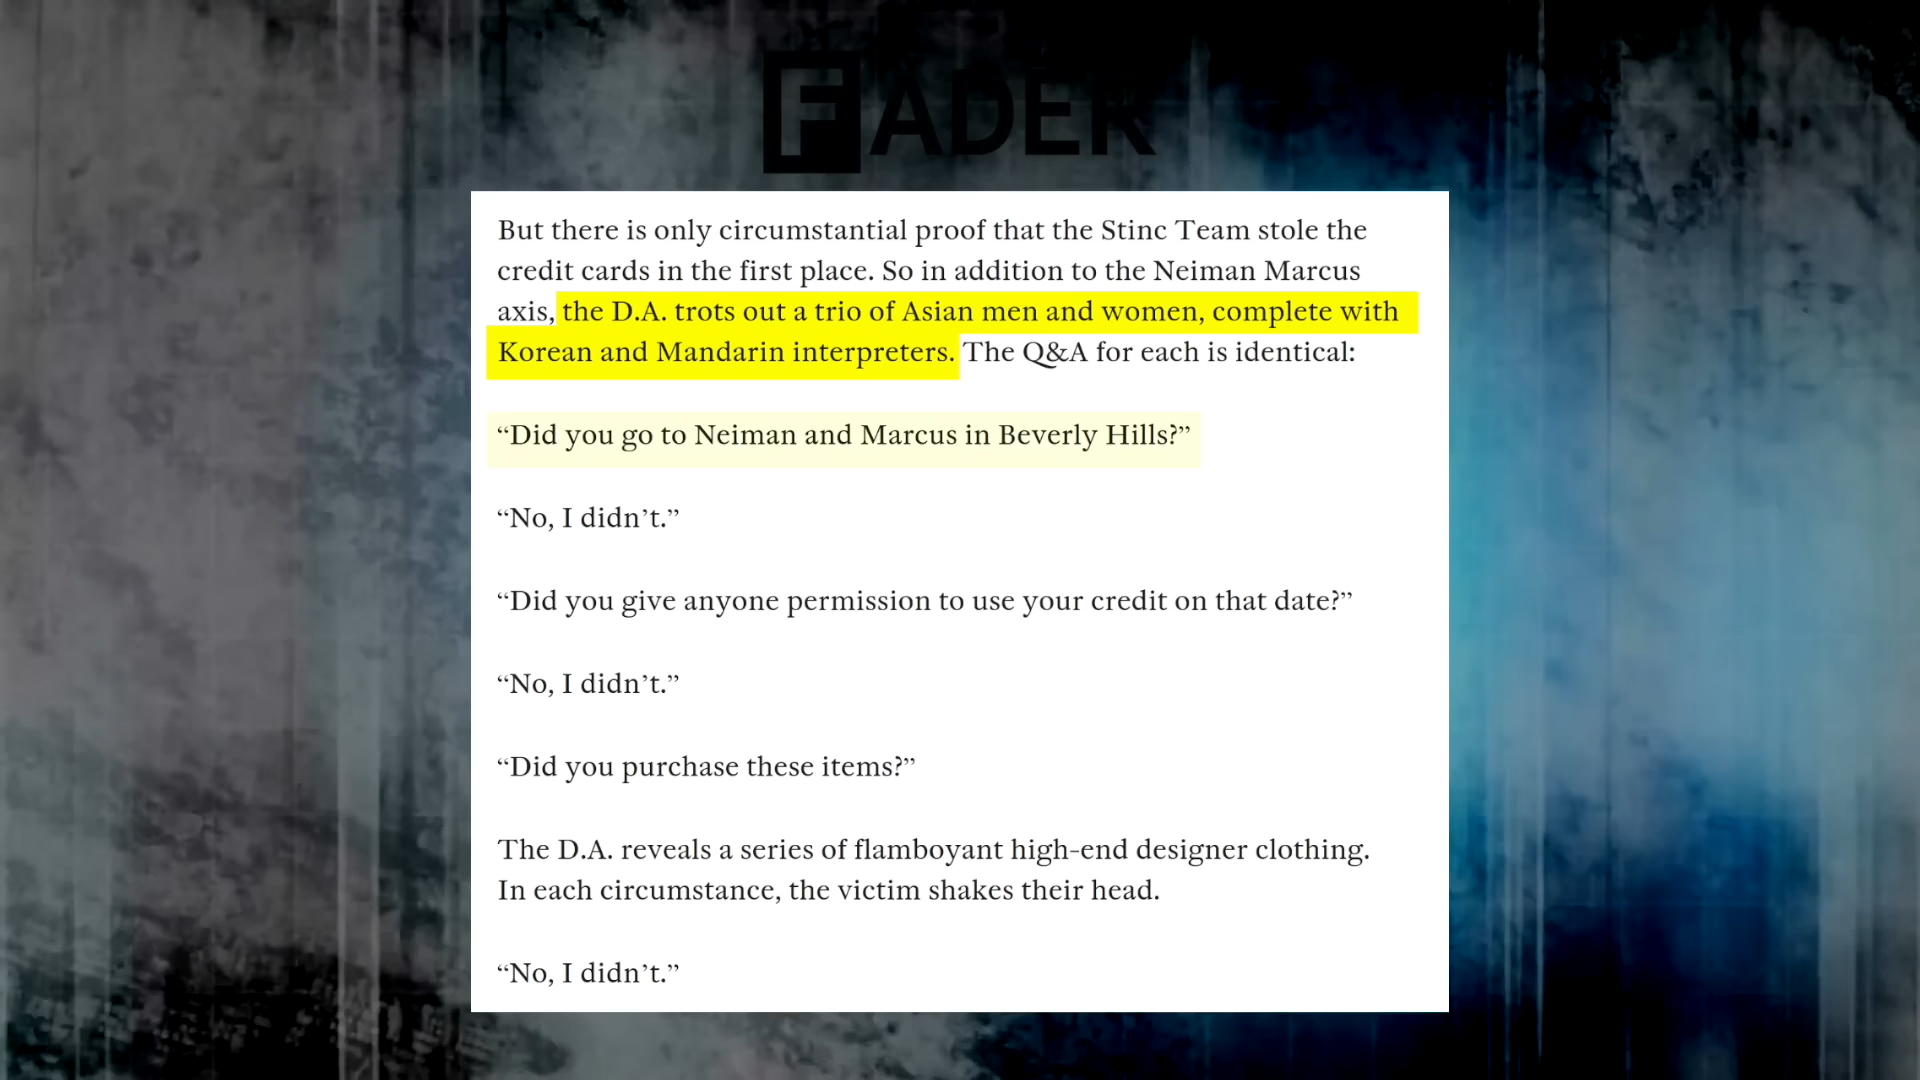 FADER
But there is only circumstantial proof that the Stinc Team stole the
credit cards in the first place. So in addition to the Neiman Marcus
axis, the D.A. trots out a trio of Asian men and women, complete with
Korean and Mandarin interpreters. The Q&A for each is identical:
“Did you go to Neiman and Marcus in Beverly Hills?”
“No, I didn’t.”
“Did you give anyone permission to use your credit on that date?”
“No, I didn’t.”
“Did you purchase these items?”
The D.A. reveals a series of flamboyant high-end designer clothing.
In each circumstance, the victim shakes their head.
“No, I didn’t.”